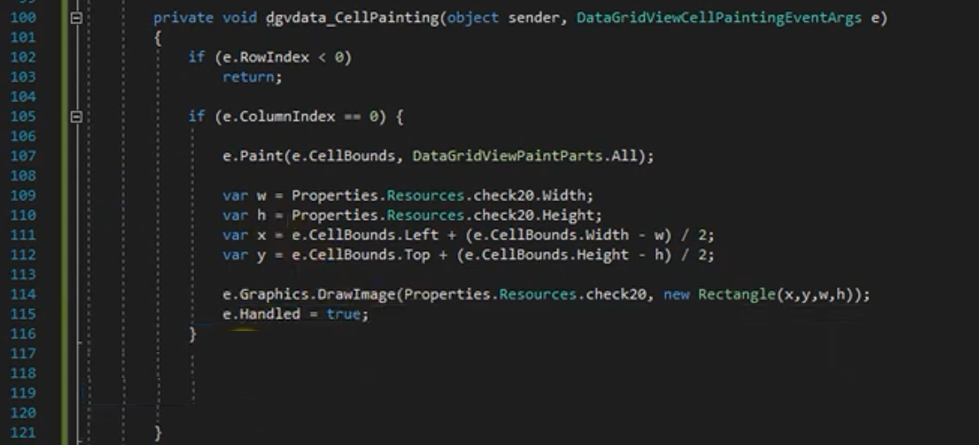 100 private void dgvdata_CellPainting(object sender, DataGridViewCellPaintingEventArgs e)
101 {
102 if (e.RowIndex < 0)
103 return;
104
105 if (e.ColumnIndex == 0) {
106
107 e.Paint(e.CellBounds, DataGridViewPaintParts.All);
108
109 var w = Properties.Resources.check20.Width;
110 var h = Properties.Resources.check20.Height;
111 var x = e.CellBounds.Left + (e.CellBounds.Width - w) / 2;
112 var y = e.CellBounds.Top + (e.CellBounds.Height - h) / 2;
113
114 e.Graphics.DrawImage(Properties.Resources.check20, new Rectangle(x,y,w,h));
115 e.Handled = true;
116 }
117
118
119
120
121 }